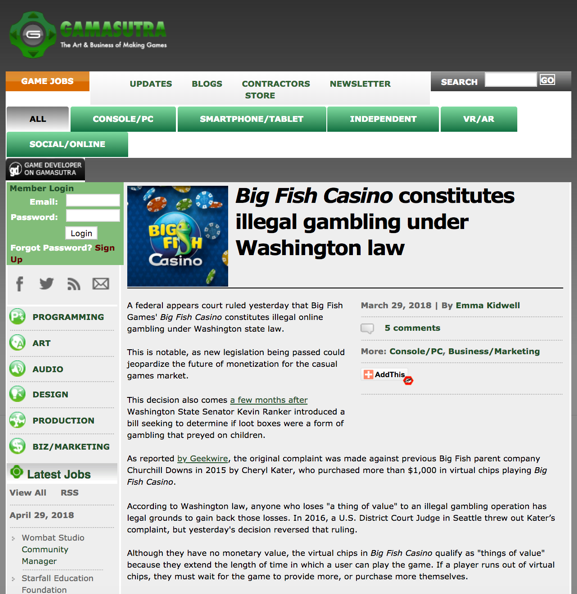 GAMASUTRA
The Art & Business of Making Games
GAME JOBS
UPDATES BLOGS CONTRACTORS NEWSLETTER
STORE
SEARCH GO
ALL CONSOLE/PC SMARTPHONE/TABLET INDEPENDENT VR/AR
SOCIAL/ONLINE
gd GAME DEVELOPER
ON GAMASUTRA
Member Login
Email:
Password:
Login
Forgot Password? Sign
Up
PROGRAMMING
ART
AUDIO
DESIGN
PRODUCTION
BIZ/MARKETING
Latest Jobs
View All RSS
April 29, 2018
Wombat Studio
Community
Manager
Starfall Education
Foundation
BIG
FISH
Casino
Big Fish Casino constitutes
illegal gambling under
Washington law
March 29, 2018 | By Emma Kidwell
5 comments
More: Console/PC, Business/Marketing
AddThis
A federal appears court ruled yesterday that Big Fish
Games' Big Fish Casino constitutes illegal online
gambling under Washington state law.
This is notable, as new legislation being passed could
jeopardize the future of monetization for the casual
games market.
This decision also comes a few months after
Washington State Senator Kevin Ranker introduced a
bill seeking to determine if loot boxes were a form of
gambling that preyed on children.
As reported by Geekwire, the original complaint was made against previous Big Fish parent company
Churchill Downs in 2015 by Cheryl Kater, who purchased more than $1,000 in virtual chips playing Big
Fish Casino.
According to Washington law, anyone who loses "a thing of value" to an illegal gambling operation has
legal grounds to gain back those losses. In 2016, a U.S. District Court Judge in Seattle threw out Kater's
complaint, but yesterday's decision reversed that ruling.
Although they have no monetary value, the virtual chips in Big Fish Casino qualify as "things of value"
because they extend the length of time in which a user can play the game. If a player runs out of virtual
chips, they must wait for the game to provide more, or purchase more themselves.